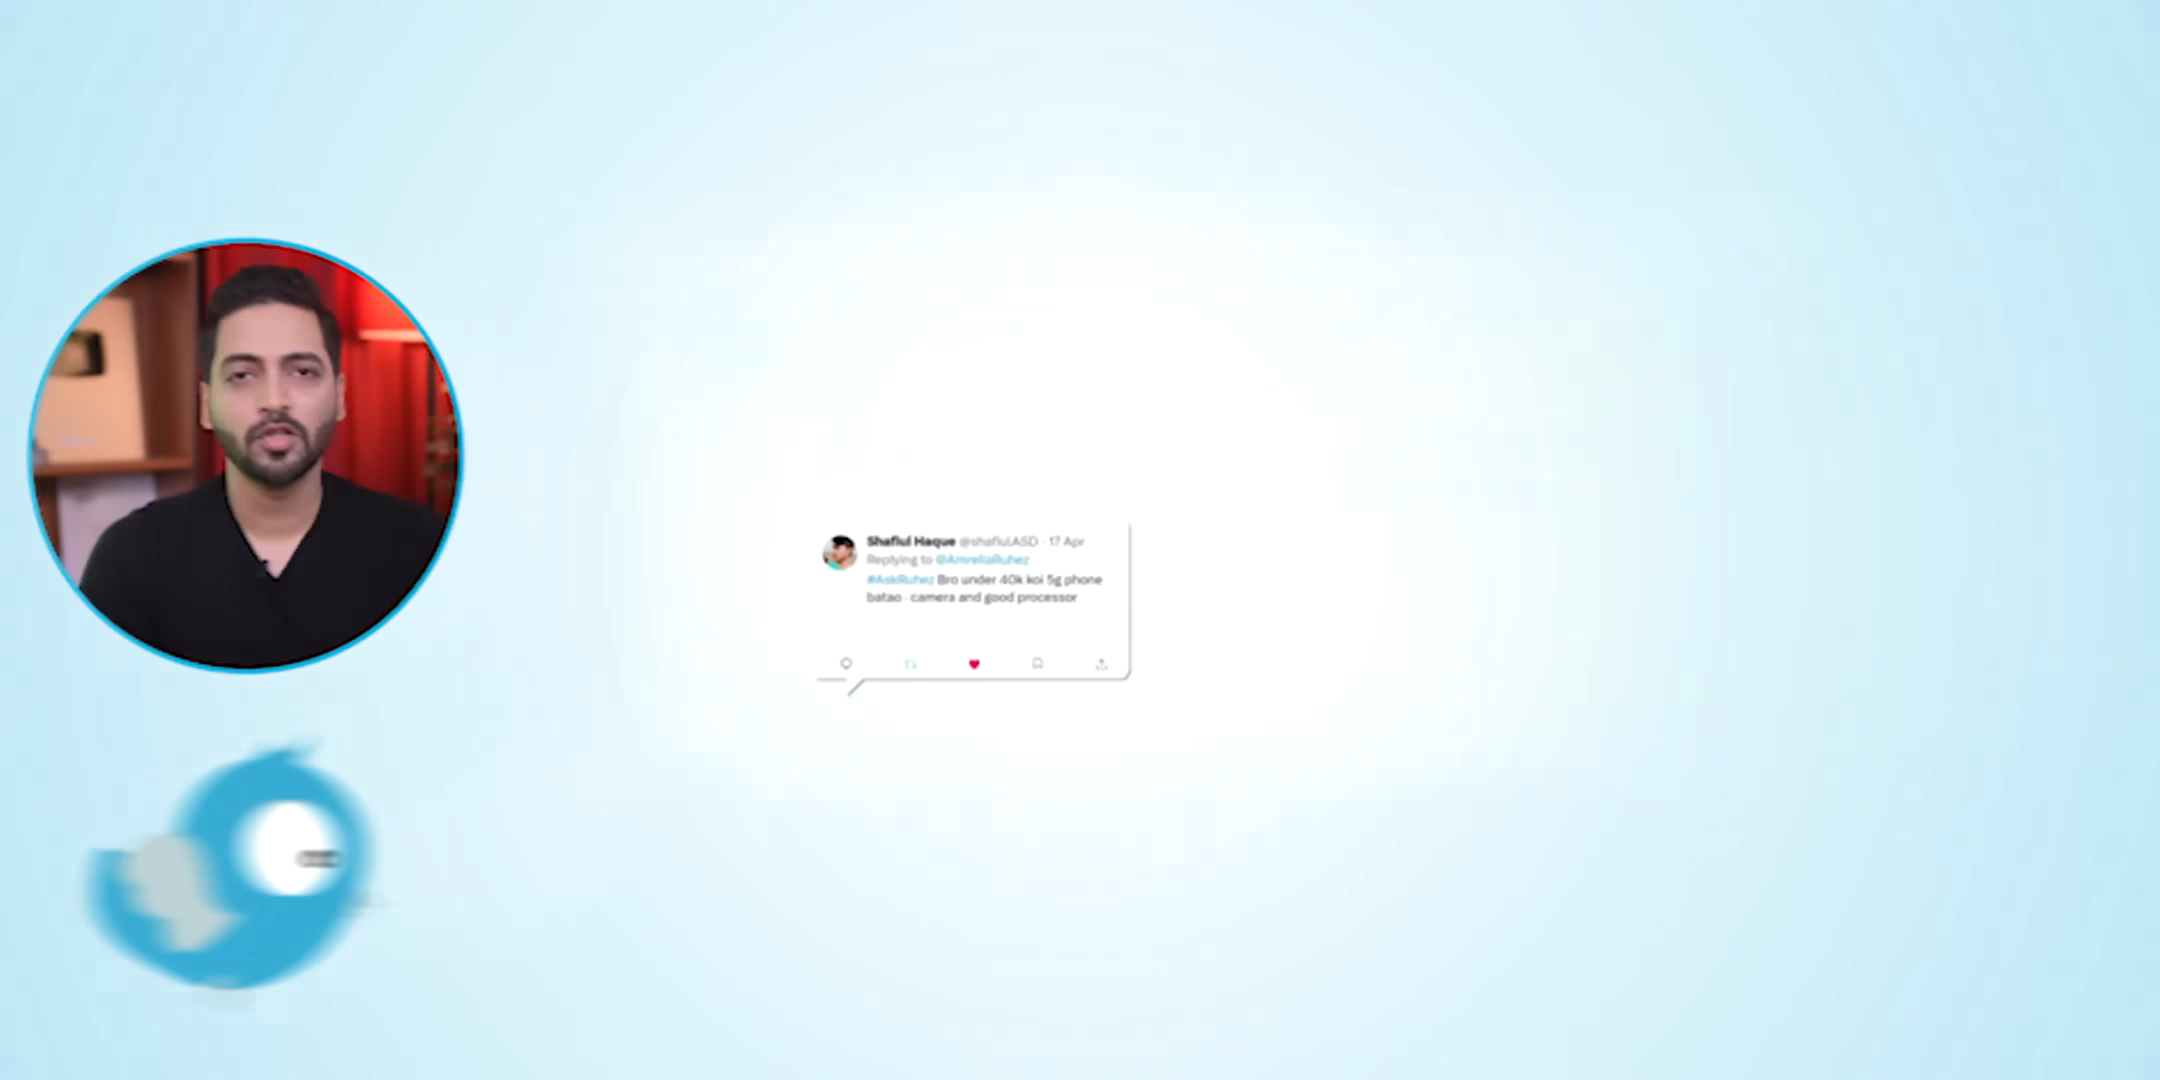 Shafiul Haque @shafiulASD · 17 Apr
Replying to @AmreliaRuhez
#AskRuhez Bro under 40k koi 5g phone
batao - camera and good processor